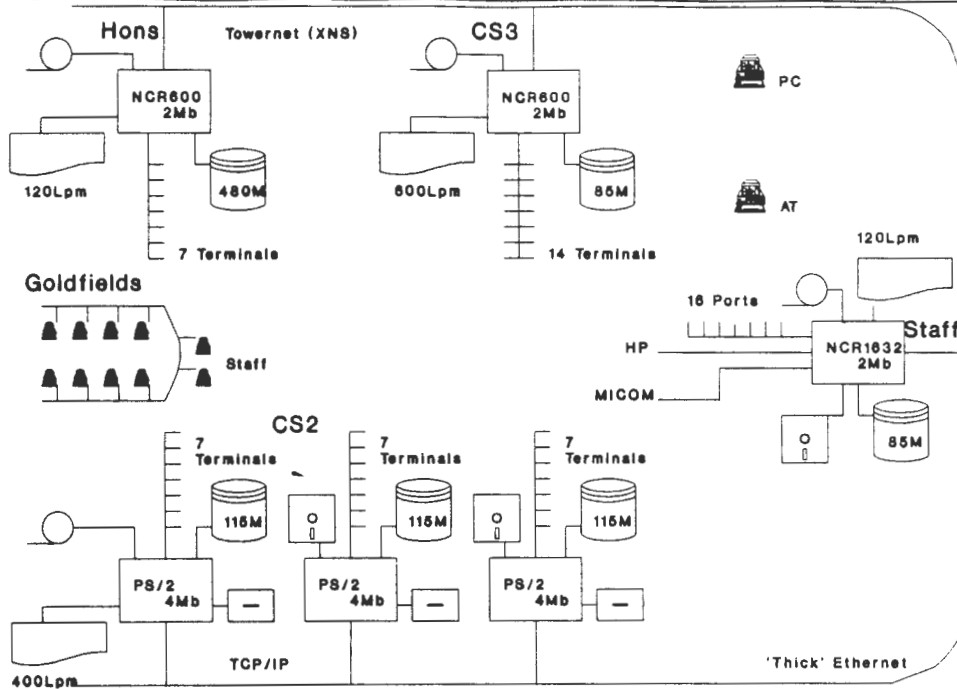 Hons
Towernet (XNS)
CS3
NCR600
2Mb
NCR600
2Mb
PC
120Lpm
480M
600Lpm
85M
AT
7 Terminals
14 Terminals
120Lpm
Goldfields
16 Ports
Staff
HP
NCR1632
2Mb
Staff
MICOM
CS2
7
Terminals
7
Terminals
7
Terminals
85M
115M
115M
115M
PS/2
4Mb
PS/2
4Mb
PS/2
4Mb
TCP/IP
'Thick' Ethernet
400Lpm